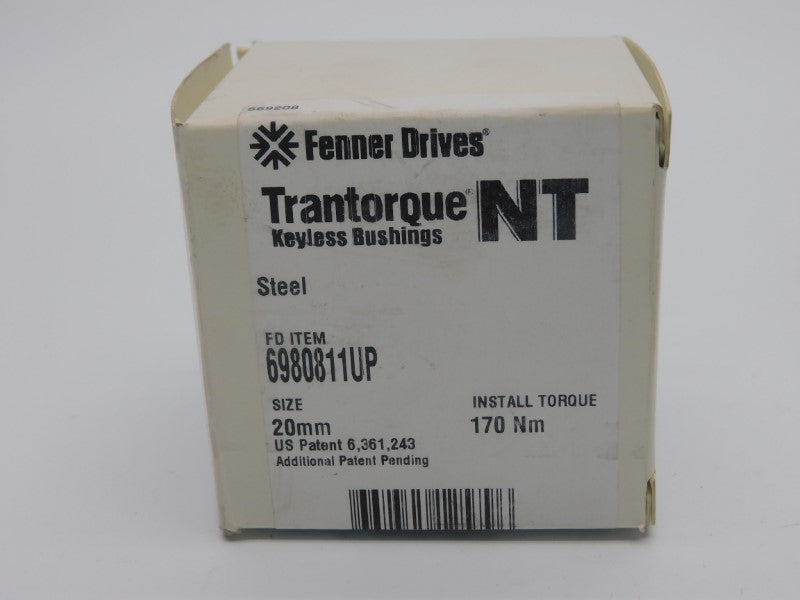 569208
Fenner Drives®
Trantorque® NT
Keyless Bushings
Steel
FD ITEM
6980811UP
SIZE
INSTALL TORQUE
20mm
170 Nm
US Patent 6,361,243
Additional Patent Pending